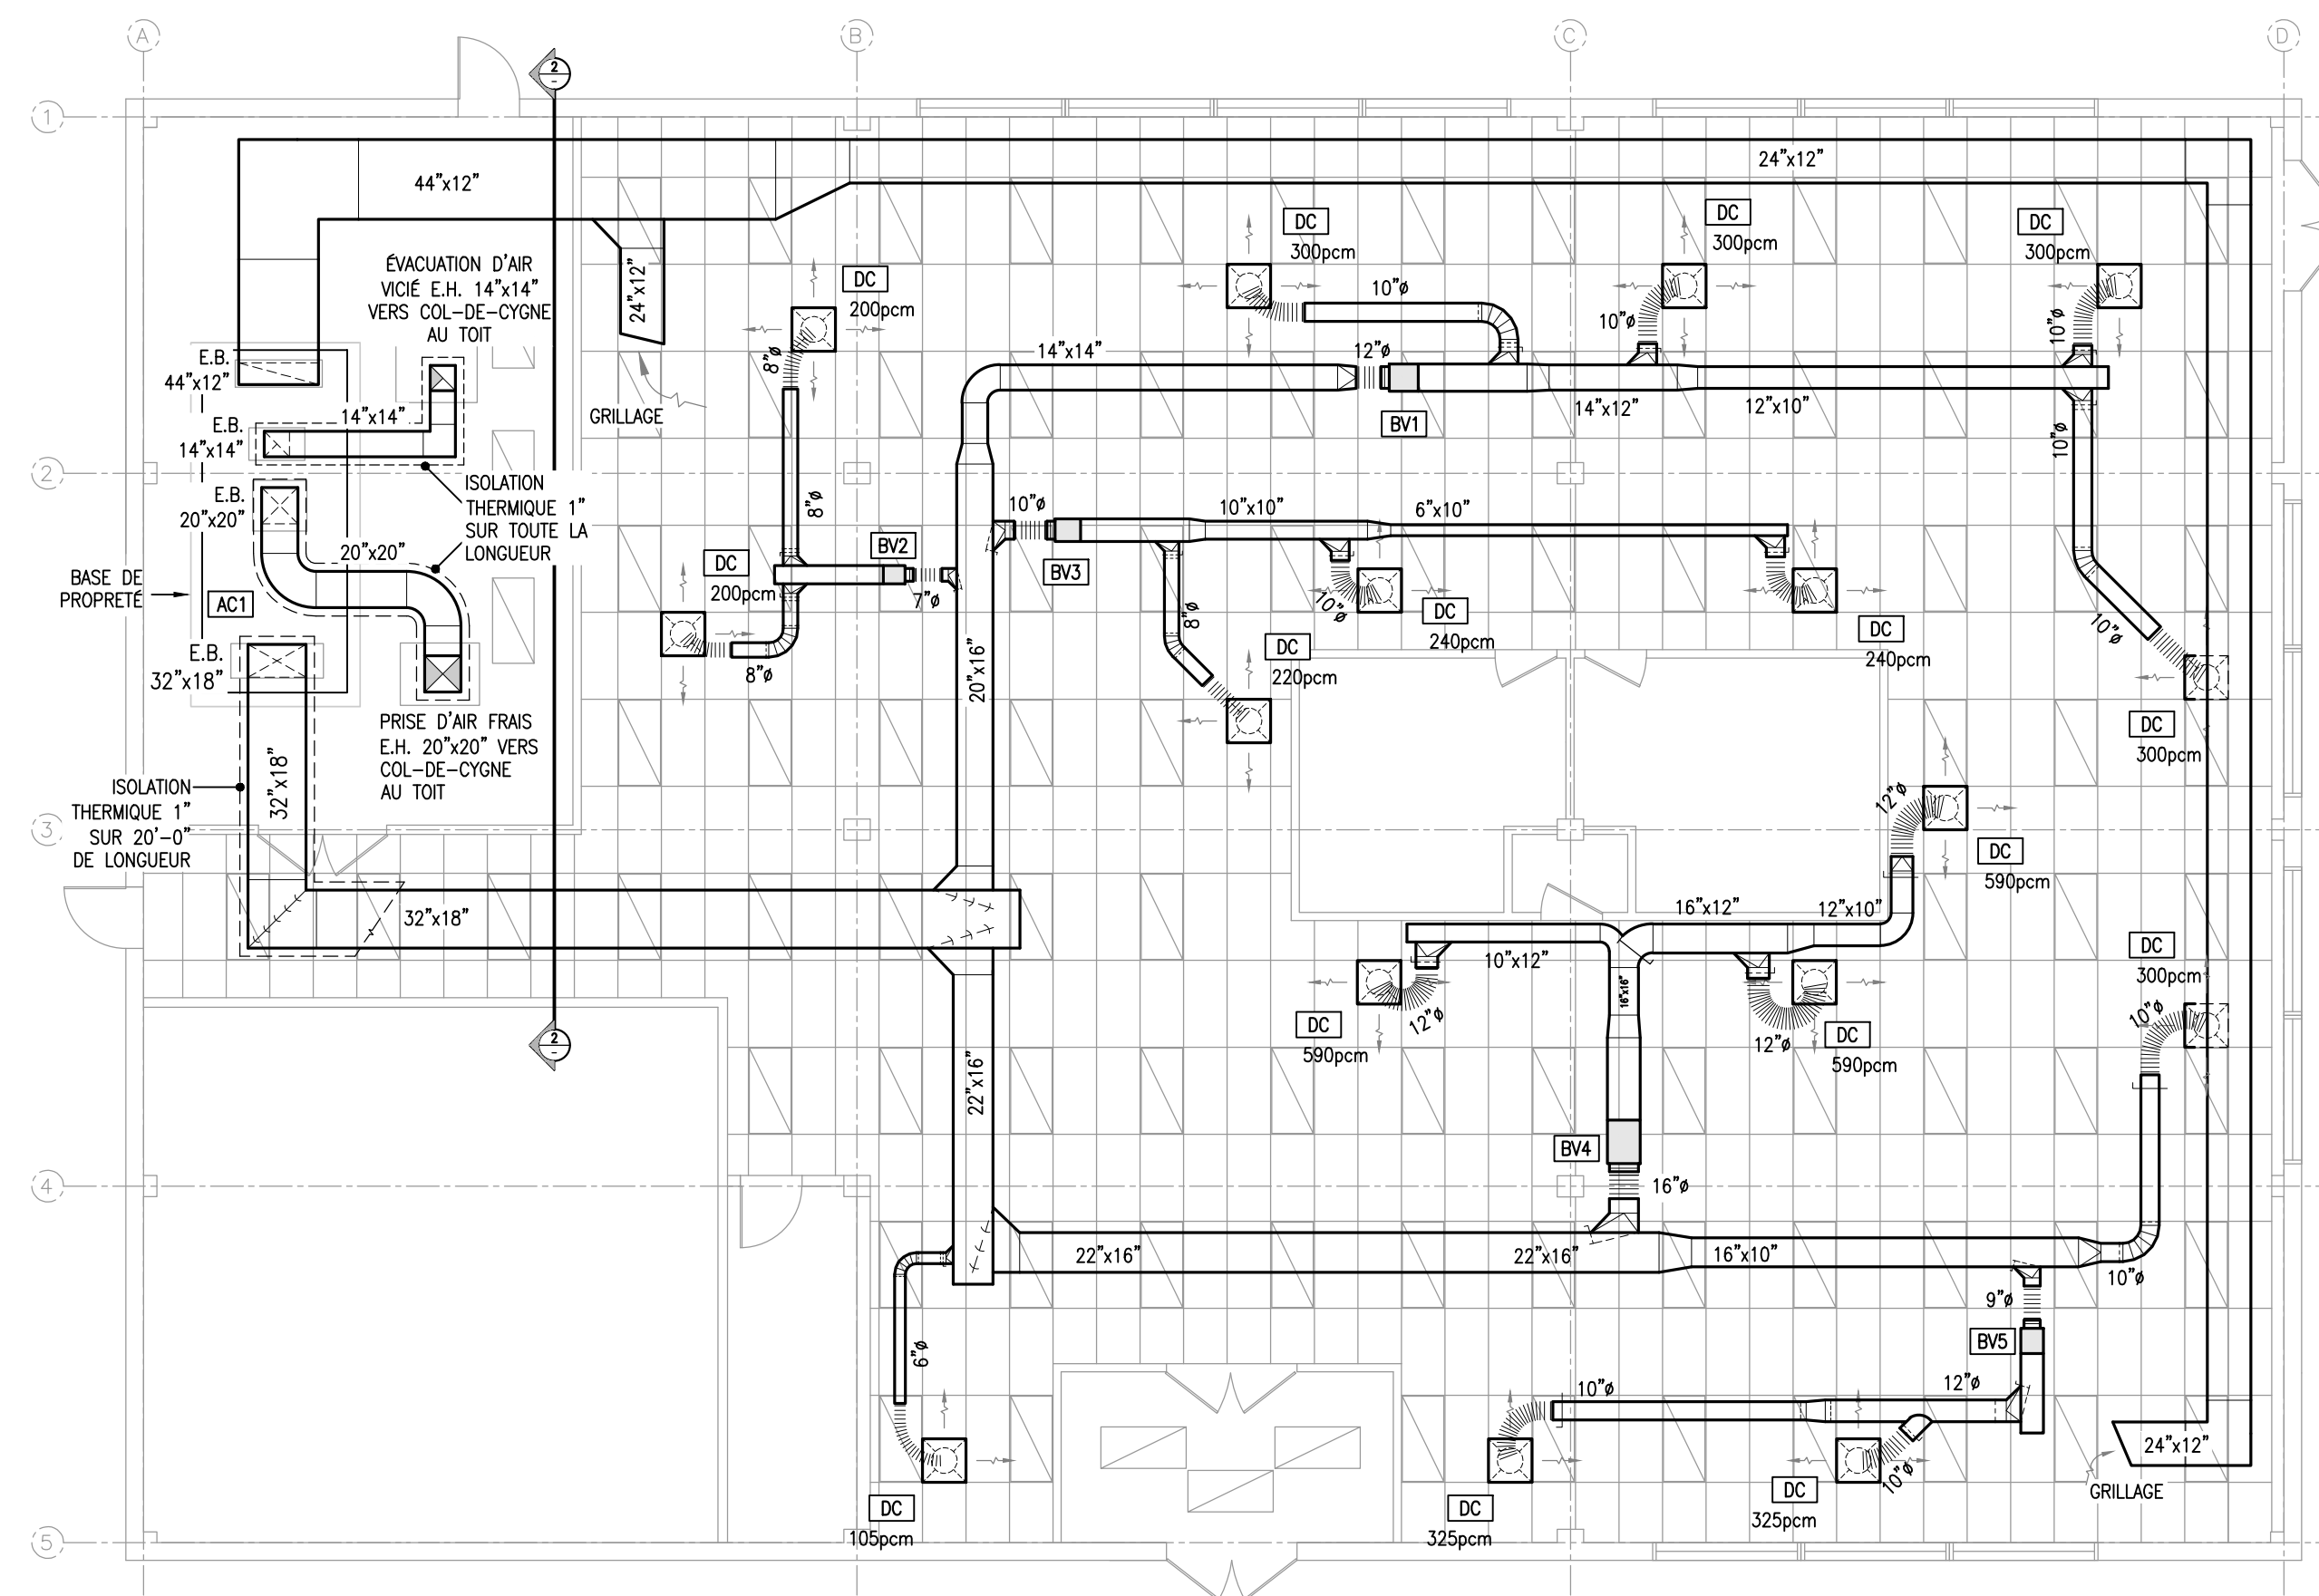 A
B
C
D
2
-
1
44”x12”
24”x12”
DC
300pcm
DC
300pcm
DC
300pcm
ÉVACUATION D’AIR
VICIÉ E.H. 14”x14”
VERS COL-DE-CYGNE
AU TOIT
24”x12”
DC
200pcm
10”ø
10”ø
10”ø
E.B.
44”x12”
8”ø
14”x14”
12”ø
GRILLAGE
BV1
14”x12”
12”x10”
14”x14”
E.B.
14”x14”
10”ø
2
ISOLATION
THERMIQUE 1”
SUR TOUTE LA
LONGUEUR
E.B.
20”x20”
8”ø
10”ø
10”x10”
6”x10”
20”x20”
BV2
DC
200pcm
BV3
BASE DE
PROPRETÉ
AC1
7”ø
8”ø
10”ø
DC
240pcm
DC
240pcm
10”ø
E.B.
32”x18”
8”ø
20”x16”
DC
220pcm
PRISE D’AIR FRAIS
E.H. 20”x20” VERS
COL-DE-CYGNE
AU TOIT
DC
300pcm
32”x18”
ISOLATION
THERMIQUE 1”
SUR 20’-0”
DE LONGUEUR
12”ø
3
DC
590pcm
32”x18”
16”x12”
12”x10”
10”x12”
16”x16”
DC
300pcm
12”ø
DC
590pcm
12”ø
DC
590pcm
10”ø
2
-
22”x16”
BV4
4
16”ø
22”x16”
22”x16”
16”x10”
10”ø
9”ø
BV5
6”ø
10”ø
12”ø
24”x12”
10”ø
GRILLAGE
DC
105pcm
DC
325pcm
DC
325pcm
5